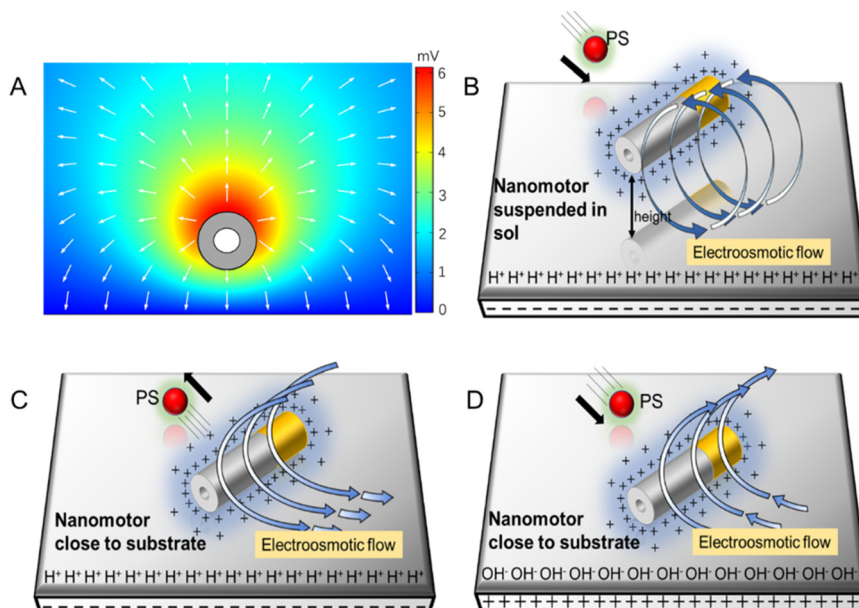 A
mV
6
5
4
3
2
1
0
B
PS
Nanomotor
suspended in
sol
height
Electroosmotic flow
H⁺ H⁺ H⁺ H⁺ H⁺ H⁺ H⁺ H⁺ H⁺ H⁺ H⁺ H⁺ H⁺ H⁺ H⁺
C
PS
Nanomotor
close to substrate
Electroosmotic flow
H⁺ H⁺ H⁺ H⁺ H⁺ H⁺ H⁺ H⁺ H⁺ H⁺ H⁺ H⁺ H⁺ H⁺ H⁺
D
PS
Nanomotor
close to substrate
Electroosmotic flow
OH⁻ OH⁻ OH⁻ OH⁻ OH⁻ OH⁻ OH⁻ OH⁻ OH⁻ OH⁻ OH⁻